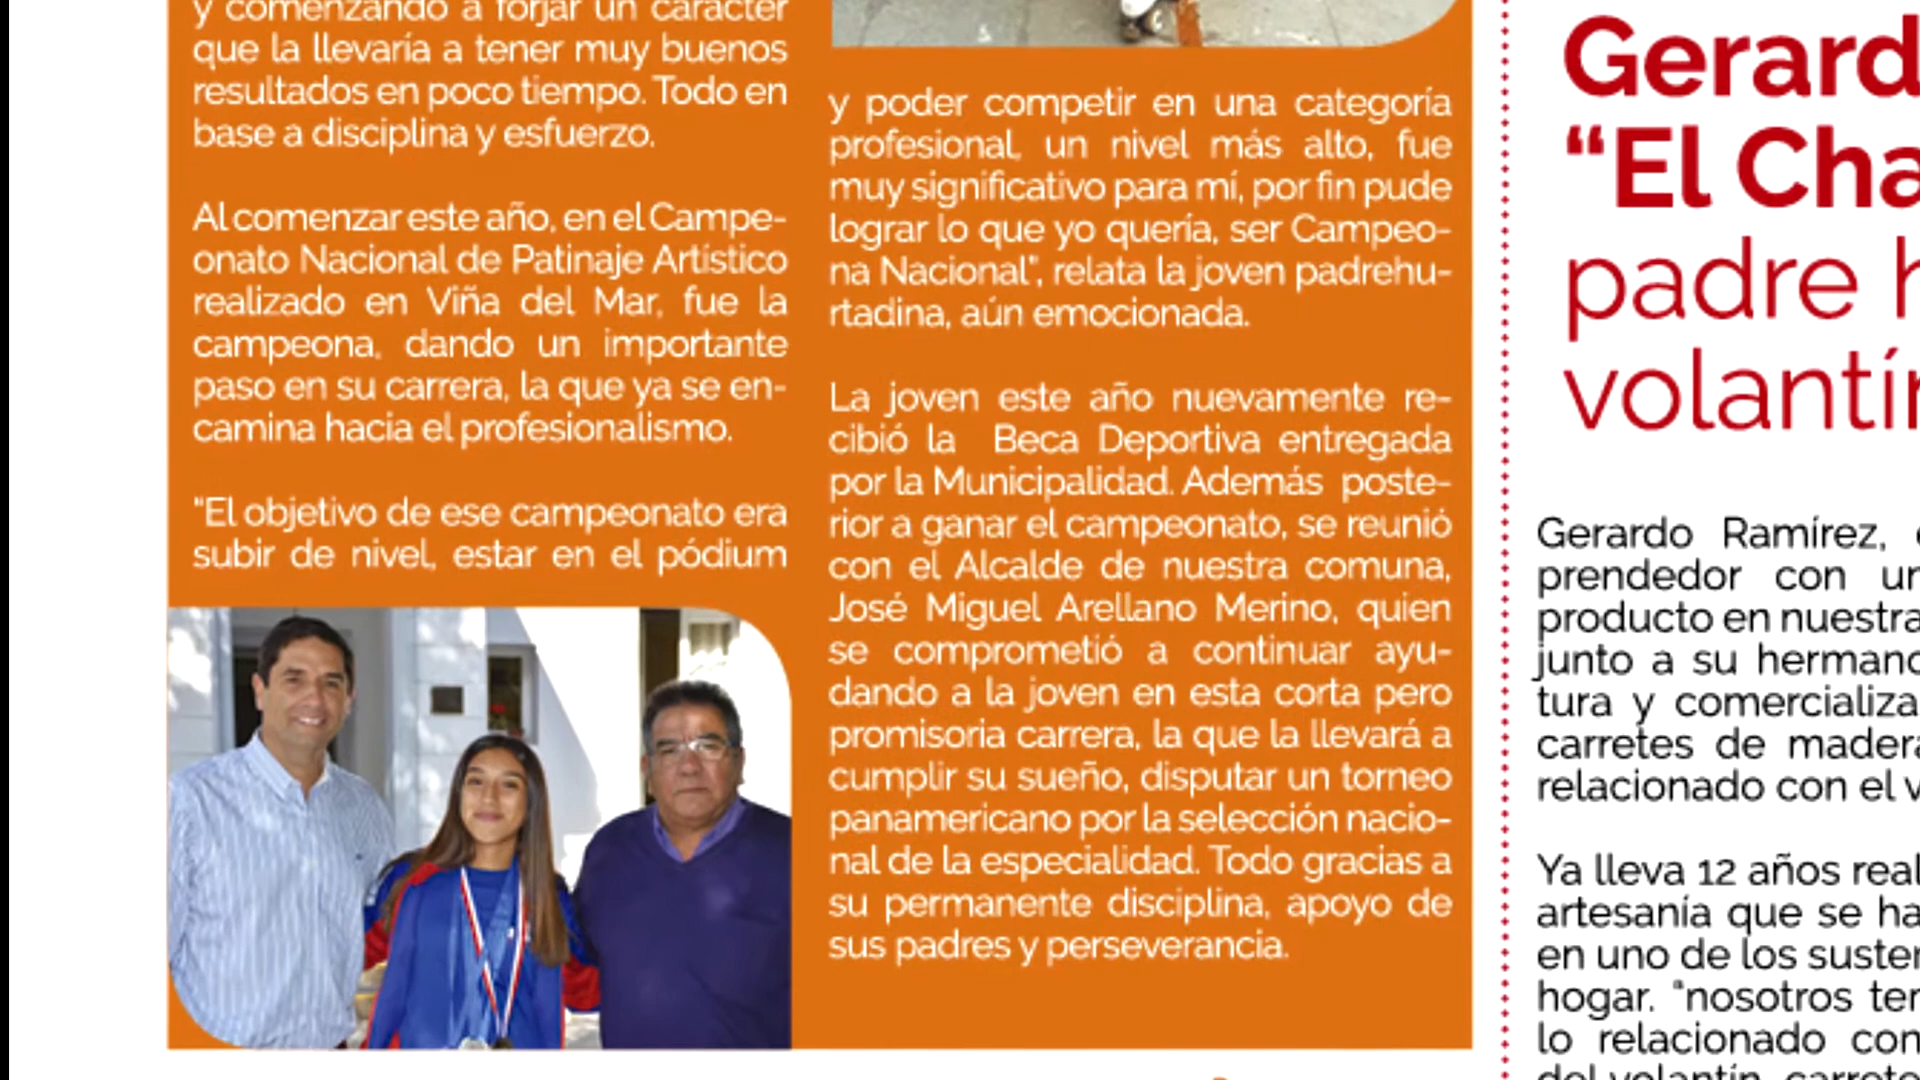 y comenzando a forjar un carácter
que la llevaría a tener muy buenos
resultados en poco tiempo. Todo en
base a disciplina y esfuerzo.
Al comenzar este año, en el Campe-
onato Nacional de Patinaje Artístico
realizado en Viña del Mar, fue la
campeona, dando un importante
paso en su carrera, la que ya se en-
camina hacia el profesionalismo.
"El objetivo de ese campeonato era
subir de nivel, estar en el pódium
y poder competir en una categoría
profesional, un nivel más alto, fue
muy significativo para mí, por fin pude
lograr lo que yo quería, ser Campeo-
na Nacional", relata la joven padrehu-
rtadina, aún emocionada.
La joven este año nuevamente re-
cibió la Beca Deportiva entregada
por la Municipalidad. Además poste-
rior a ganar el campeonato, se reunió
con el Alcalde de nuestra comuna,
José Miguel Arellano Merino, quien
se comprometió a continuar ayu-
dando a la joven en esta corta pero
promisoria carrera, la que la llevará a
cumplir su sueño, disputar un torneo
panamericano por la selección nacio-
nal de la especialidad. Todo gracias a
su permanente disciplina, apoyo de
sus padres y perseverancia.
Gerard
“El Cha
padre h
volantín
Gerardo Ramírez,
prendedor con un
producto en nuestra
junto a su hermano
tura y comercializa
carretes de madera
relacionado con el v
Ya lleva 12 años real
artesanía que se ha
en uno de los susten
hogar. "nosotros ten
lo relacionado con
del volantín, carrete